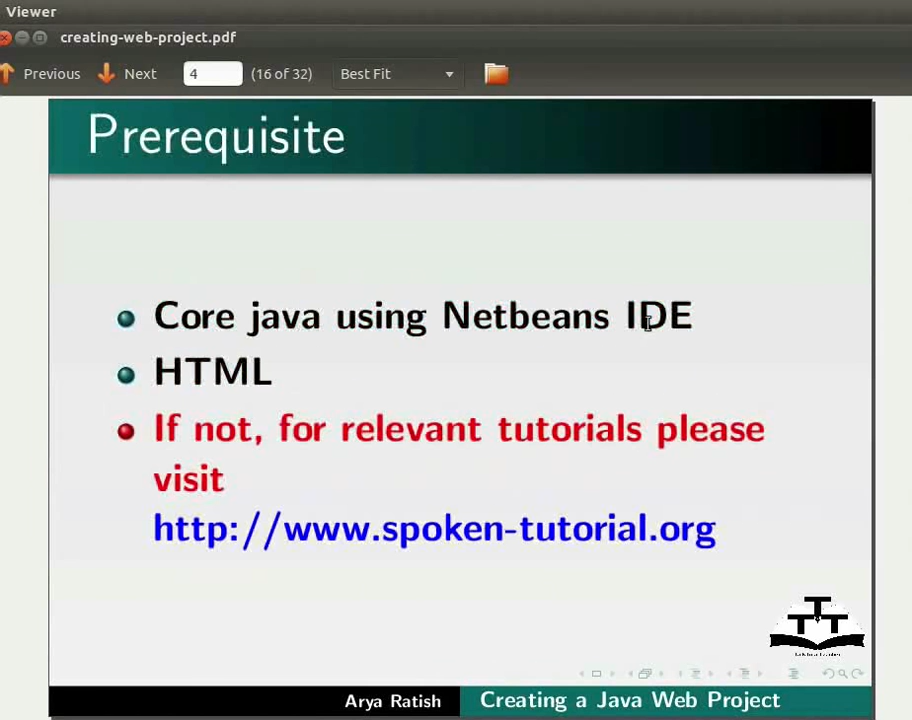 Viewer
creating-web-project.pdf
Previous Next 4 (16 of 32) Best Fit
Prerequisite
Core java using Netbeans IDE
HTML
If not, for relevant tutorials please
visit
http://www.spoken-tutorial.org
TTT
Arya Ratish Creating a Java Web Project